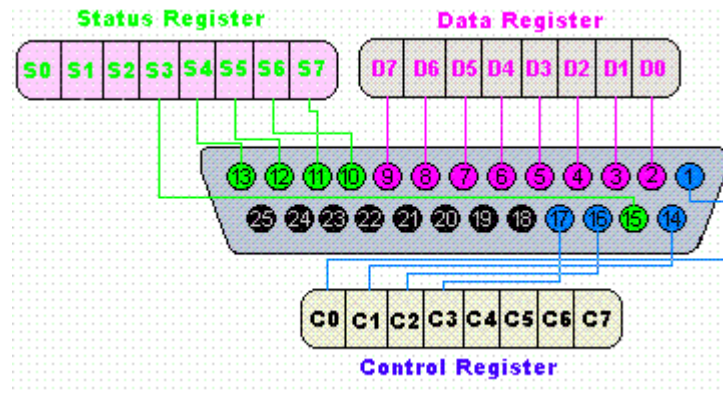 Status Register Data Register
S0 S1 S2 S3 S4 S5 S6 S7 D7 D6 D5 D4 D3 D2 D1 D0
13 12 11 10 9 8 7 6 5 4 3 2 1
25 24 23 22 21 20 19 18 17 16 15 14
C0 C1 C2 C3 C4 C5 C6 C7
Control Register